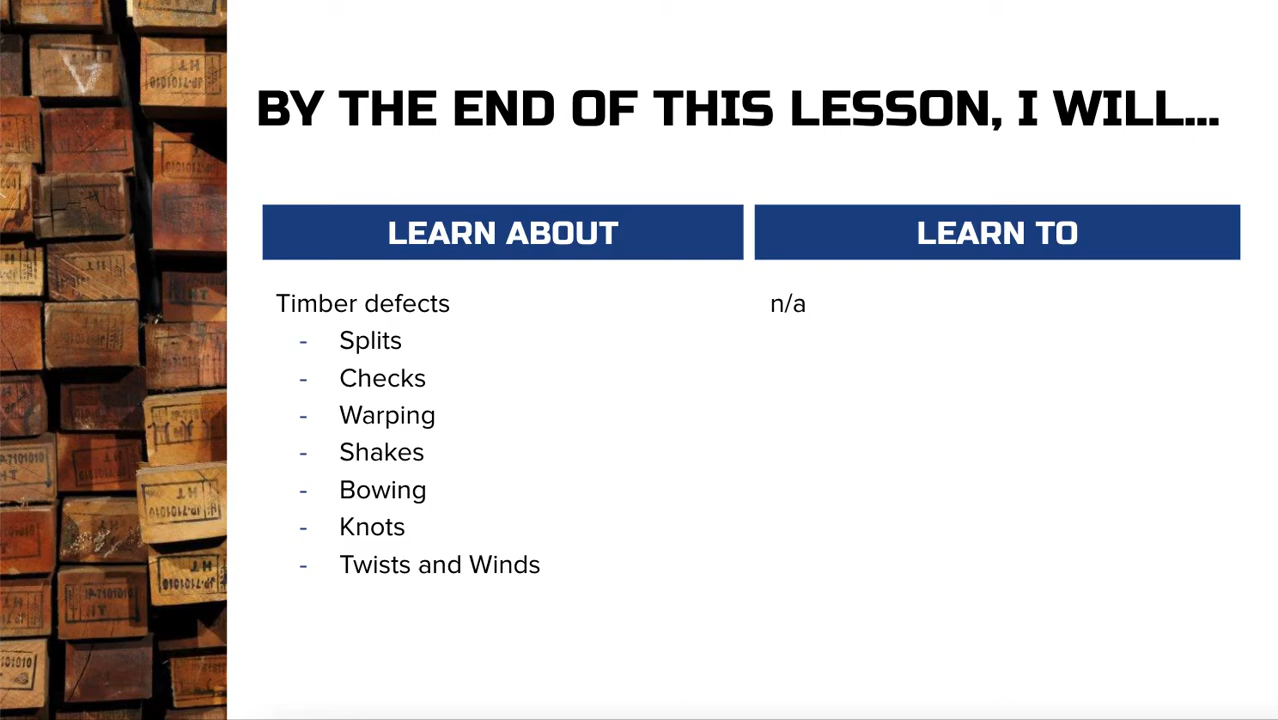 BY THE END OF THIS LESSON, I WILL...
LEARN ABOUT
LEARN TO
Timber defects
n/a
- Splits
- Checks
- Warping
- Shakes
- Bowing
- Knots
- Twists and Winds